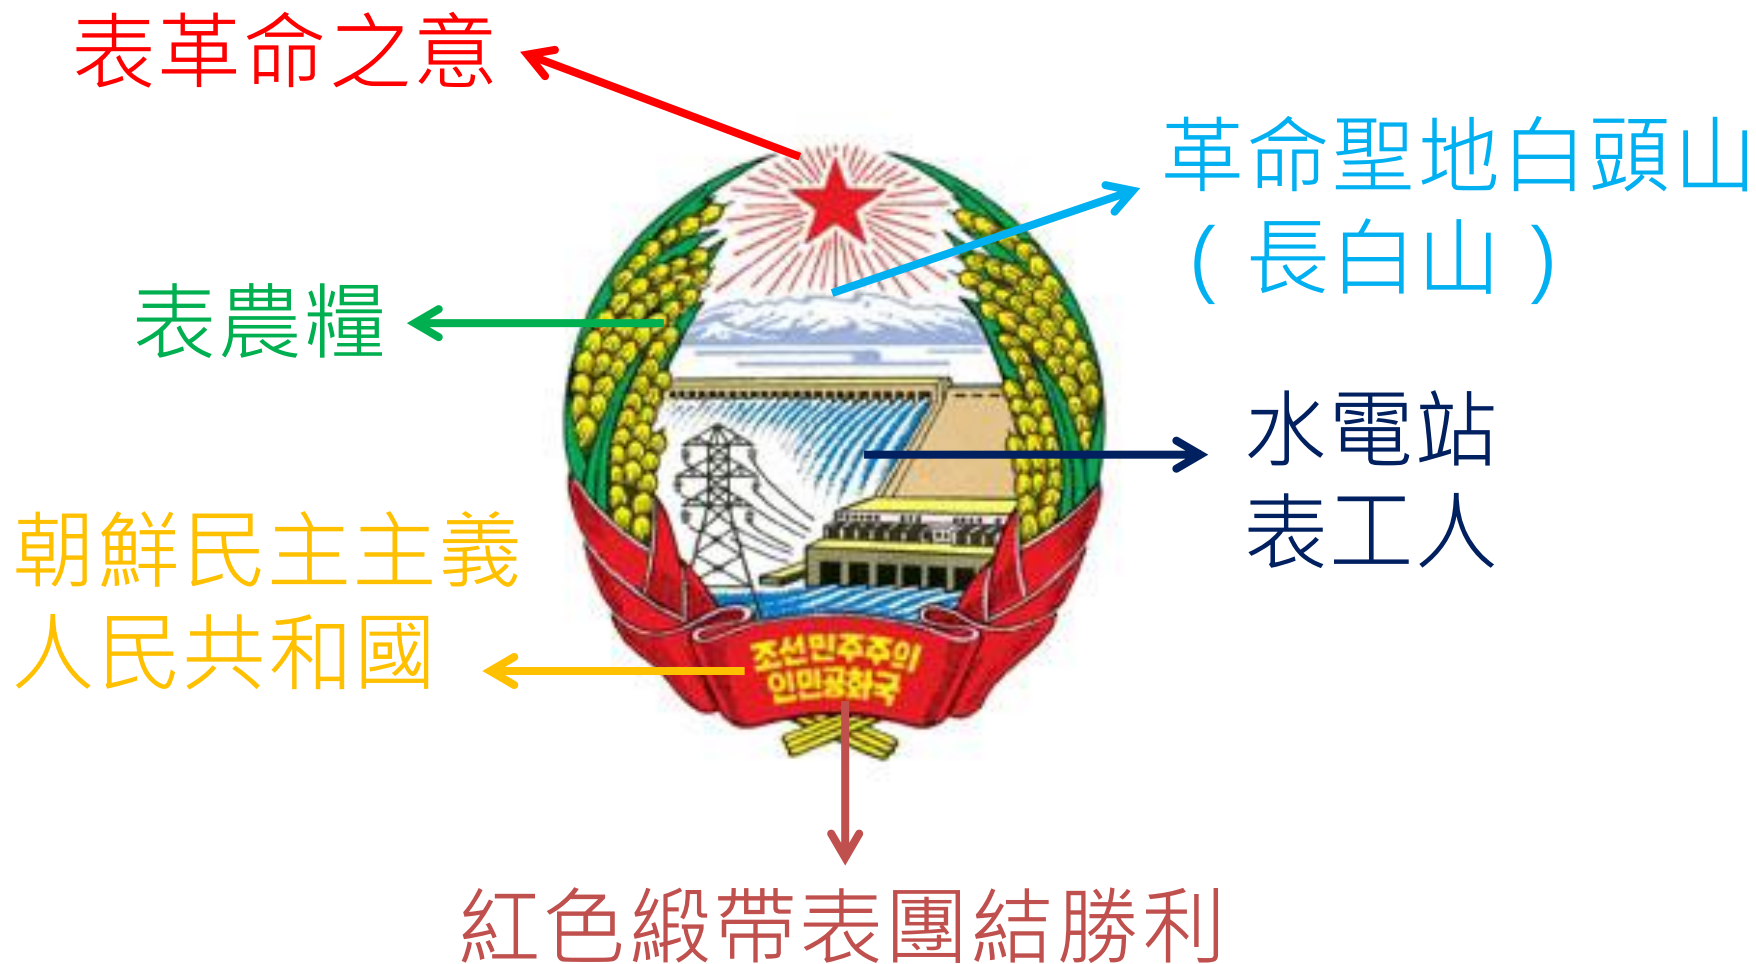 表革命之意
革命聖地白頭山
（長白山）
表農糧
水電站
表工人
朝鮮民主主義
人民共和國
조선민주주의
인민공화국
紅色緞帶表團結勝利